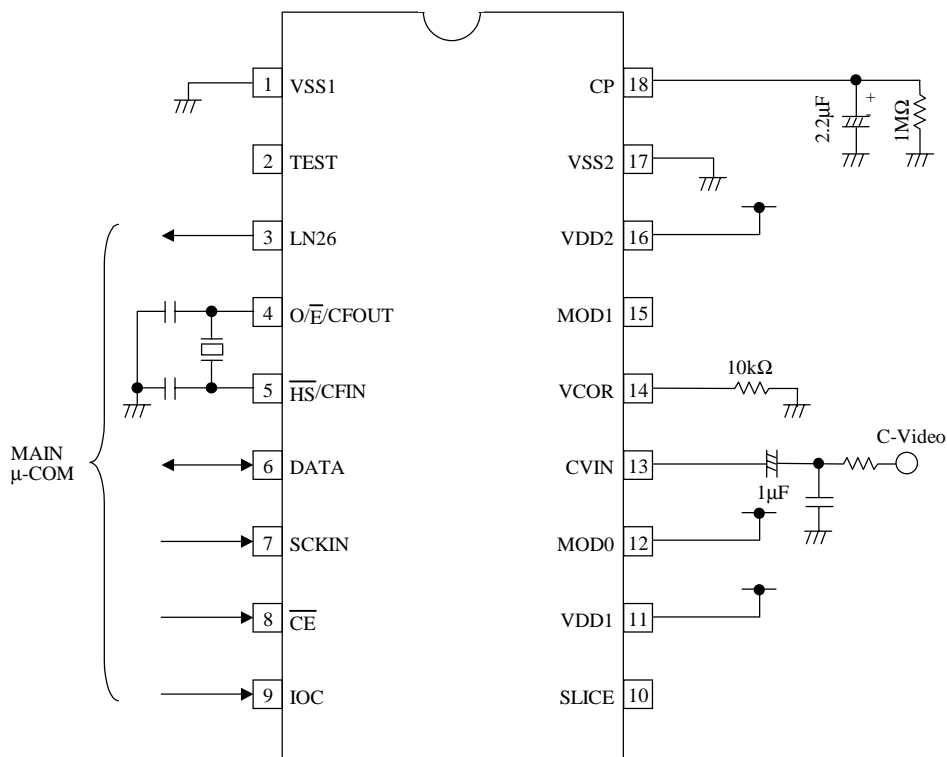 1 VSS1
CP 18
2.2μF
+
-
1MΩ
2 TEST
VSS2 17
3 LN26
VDD2 16
4 O/E̅/CFOUT
MOD1 15
5 H̅S̅/CFIN
VCOR 14
10kΩ
MAIN
μ-COM
6 DATA
CVIN 13
1μF
C-Video
7 SCKIN
MOD0 12
8 C̅E̅
VDD1 11
9 IOC
SLICE 10